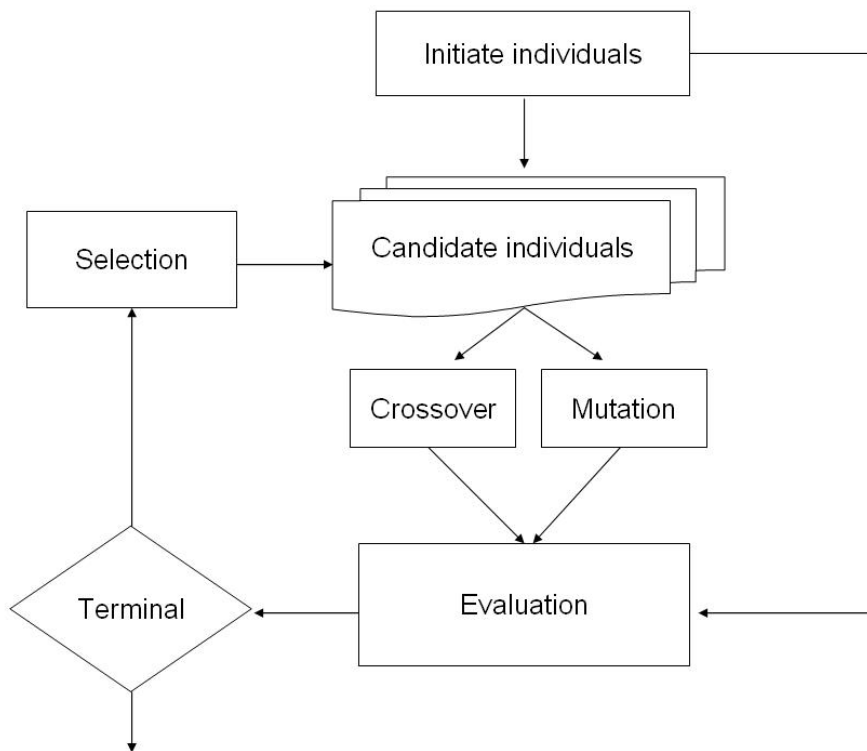 Initiate individuals
Candidate individuals
Selection
Crossover
Mutation
Evaluation
Terminal